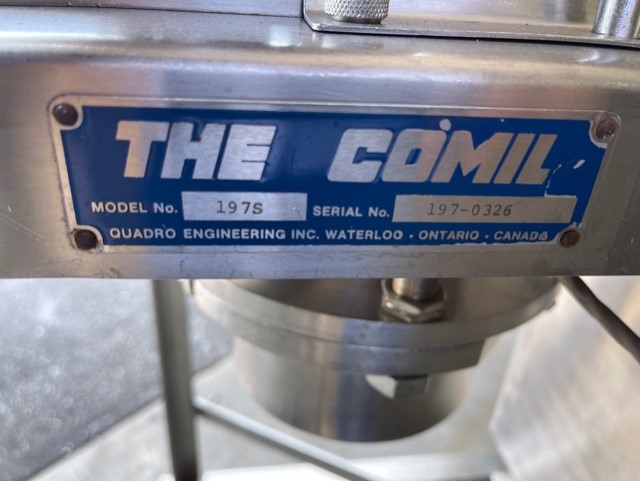 THE COMIL
MODEL No. 197S SERIAL No. 197-0326
QUADRO ENGINEERING INC. WATERLOO · ONTARIO · CANADA